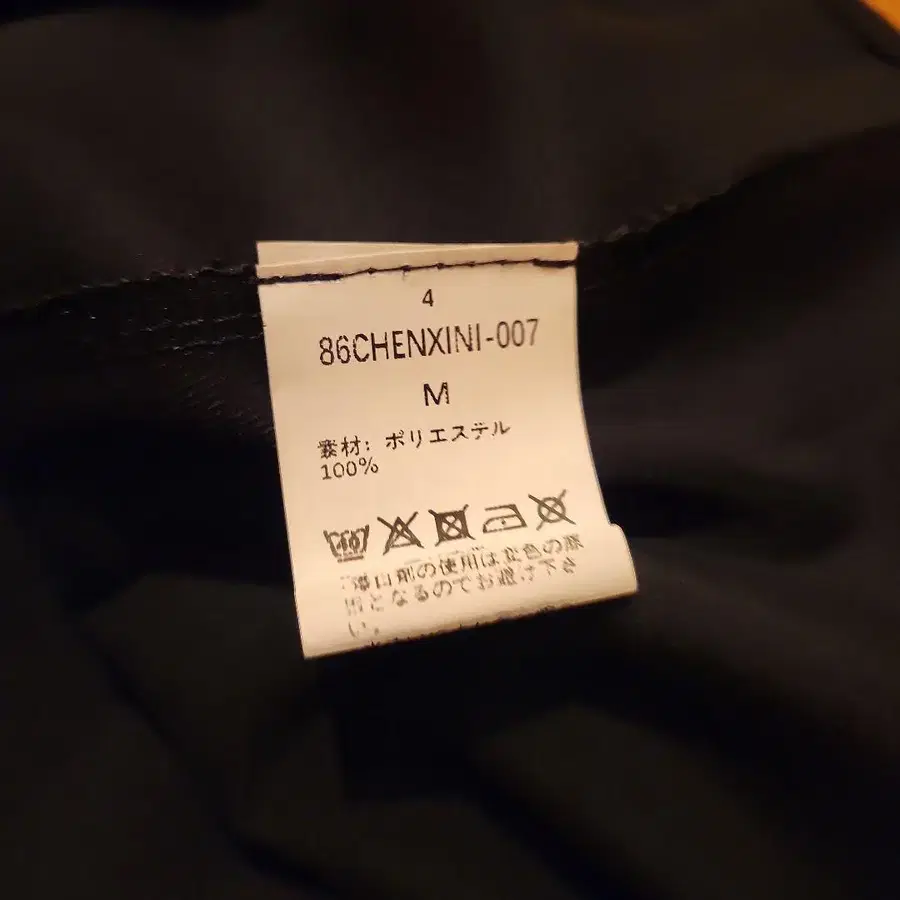 4
86CHENXINI-007
M
素材: ポリエステル
100%
40
漂白剤の使用は変色の原
因となるのでお避け下さ
い。